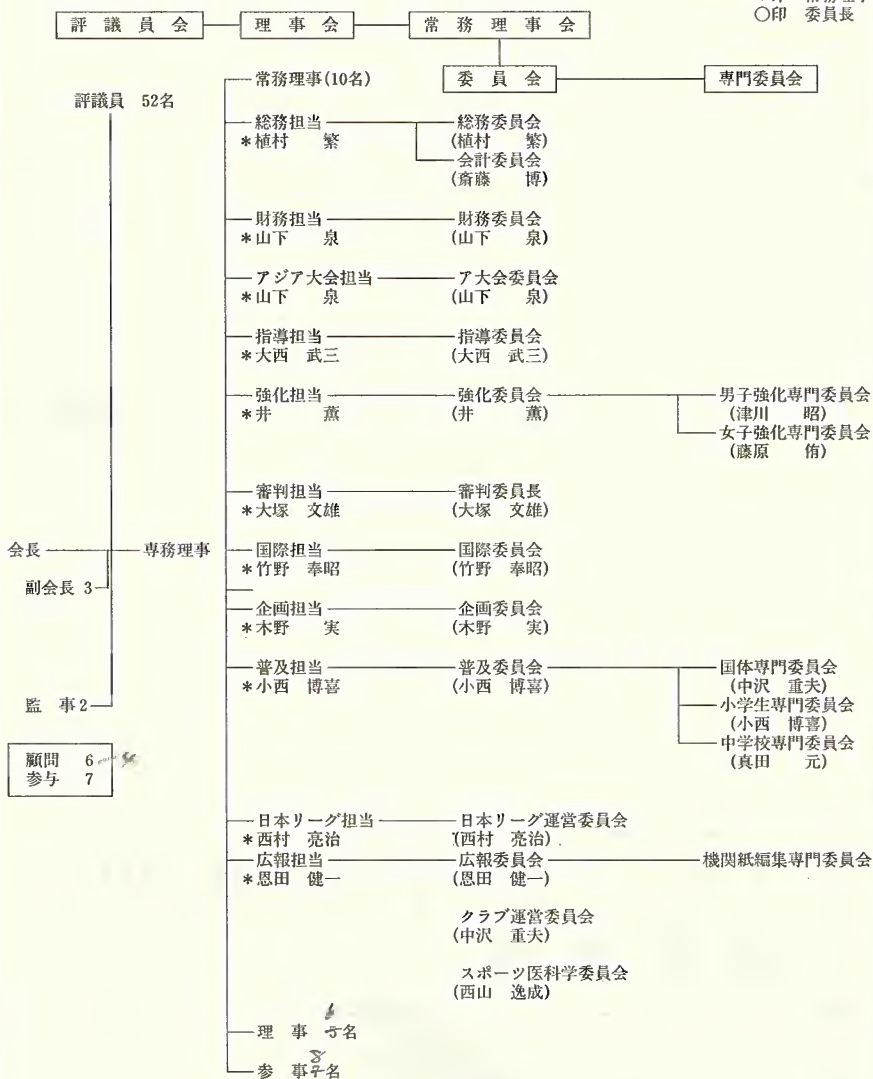 ○印 委員長
評議員会 理事会 常務理事会
常務理事(10名) 委員会 専門委員会
評議員 52名
総務担当 総務委員会
*植村 繁 (植村 繁)
会計委員会
(斎藤 博)
財務担当 財務委員会
*山下 泉 (山下 泉)
アジア大会担当 ア大会委員会
*山下 泉 (山下 泉)
指導担当 指導委員会
*大西 武三 (大西 武三)
強化担当 強化委員会 男子強化専門委員会
*井 薫 (井 薫) (津川 昭)
女子強化専門委員会
(藤原 侑)
審判担当 審判委員長
*大塚 文雄 (大塚 文雄)
会長 専務理事 国際担当 国際委員会
*竹野 奉昭 (竹野 奉昭)
副会長 3
企画担当 企画委員会
*木野 実 (木野 実)
普及担当 普及委員会 国体専門委員会
*小西 博喜 (小西 博喜) (中沢 重夫)
監事2 小学生専門委員会
(小西 博喜)
中学校専門委員会
(真田 元)
顧問 6
参与 7
日本リーグ担当 日本リーグ運営委員会
*西村 亮治 (西村 亮治)
広報担当 広報委員会 機関紙編集専門委員会
*恩田 健一 (恩田 健一)
クラブ運営委員会
(中沢 重夫)
スポーツ医科学委員会
(西山 逸成)
6
理事 5名
8
参事 7名